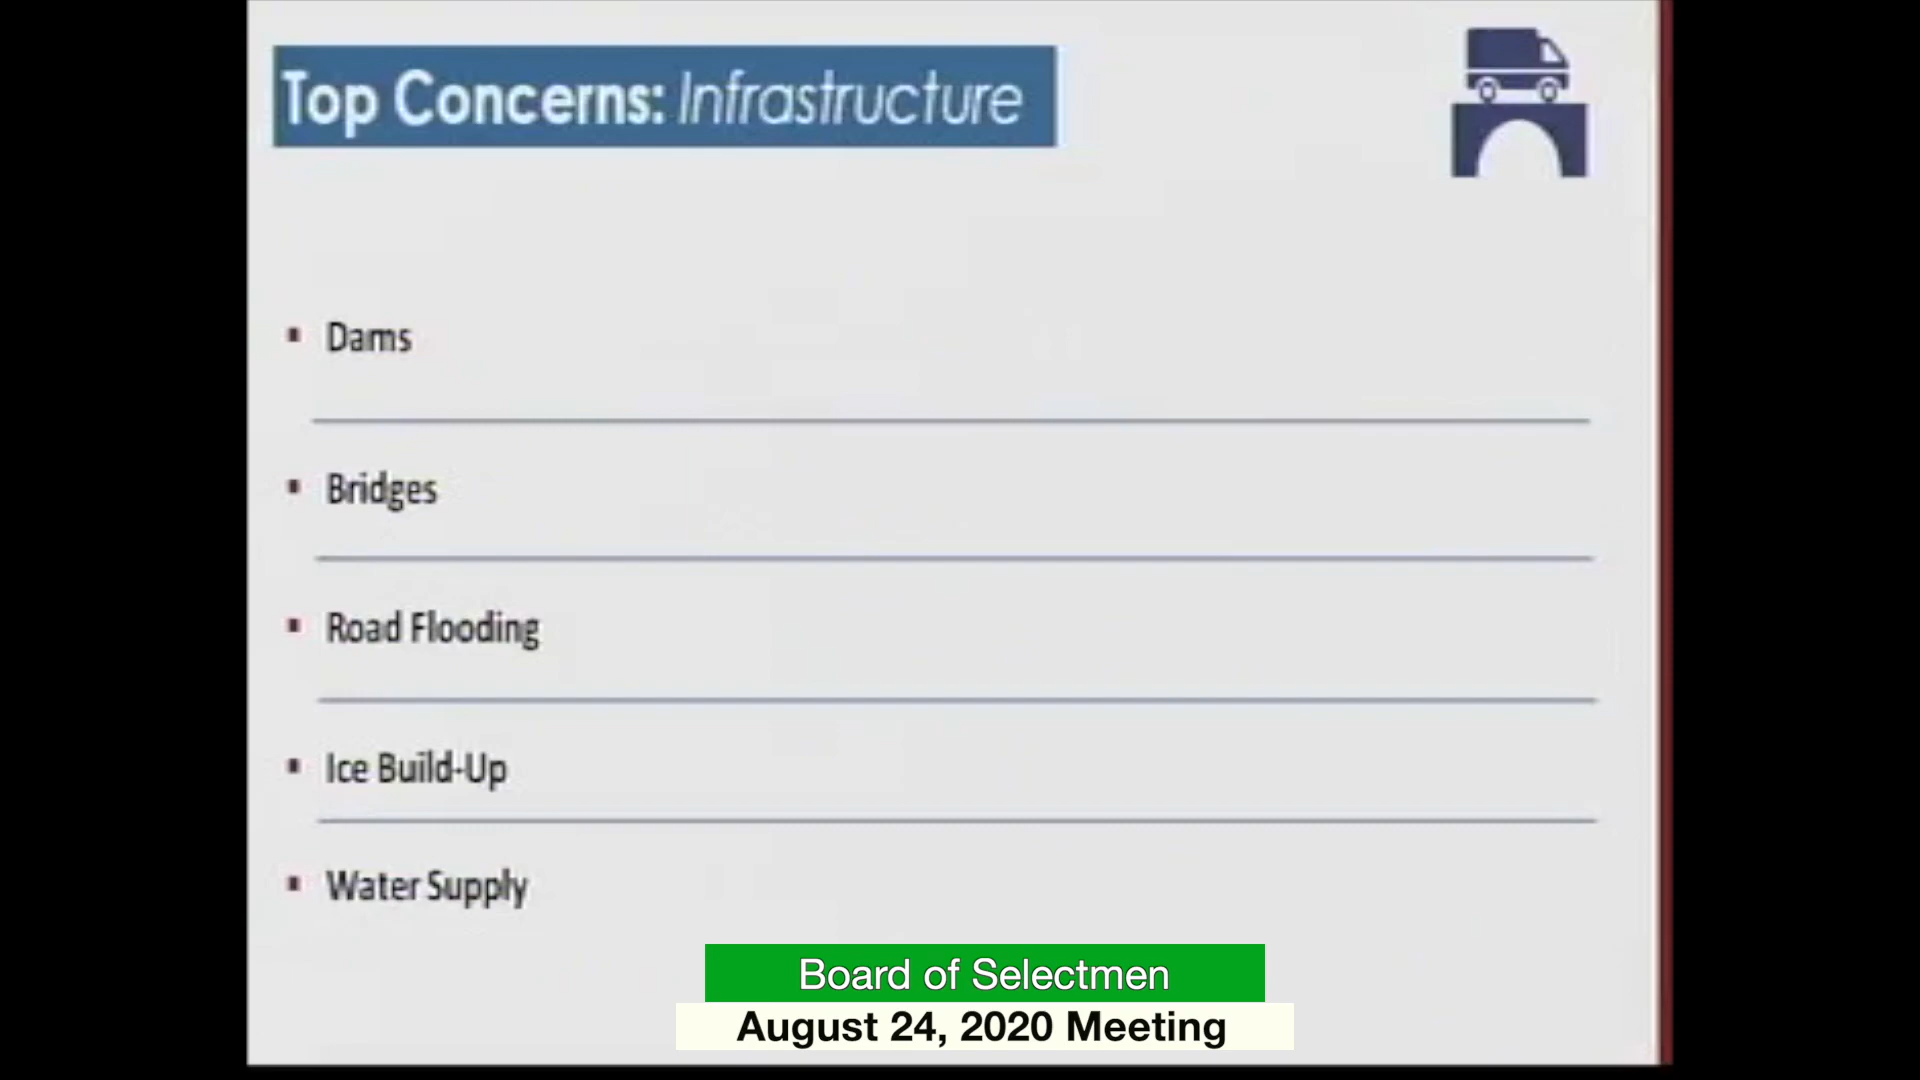 Top Concerns: Infrastructure
▪ Dams
▪ Bridges
▪ Road Flooding
▪ Ice Build-Up
▪ Water Supply
Board of Selectmen
August 24, 2020 Meeting